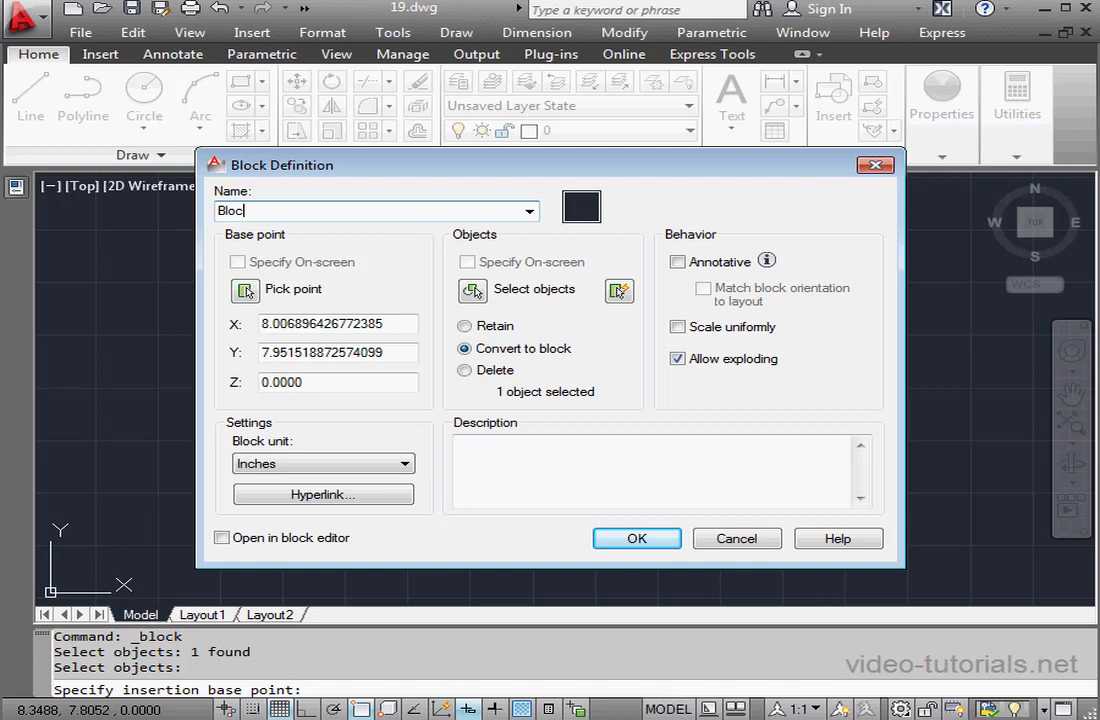 19.dwg
Type a keyword or phrase
Sign In
File Edit View Insert Format Tools Draw Dimension Modify Parametric Window Help Express
Home Insert Annotate Parametric View Manage Output Plug-ins Online Express Tools
Unsaved Layer State
0
Line Polyline Circle Arc Text Insert Properties Utilities
Draw
[−] [Top] [2D Wireframe
Block Definition
Name:
Bloc
Base point
Specify On-screen
Pick point
X: 8.006896426772385
Y: 7.951518872574099
Z: 0.0000
Objects
Specify On-screen
Select objects
Retain
Convert to block
Delete
1 object selected
Behavior
Annotative
Match block orientation
to layout
Scale uniformly
Allow exploding
Settings
Block unit:
Inches
Hyperlink...
Description
Open in block editor
OK Cancel Help
N
W TOP E
S
WCS
Y
X
Model Layout1 Layout2
Command: _block
Select objects: 1 found
Select objects:
Specify insertion base point:
video-tutorials.net
8.3488, 7.8052, 0.0000 MODEL 1:1